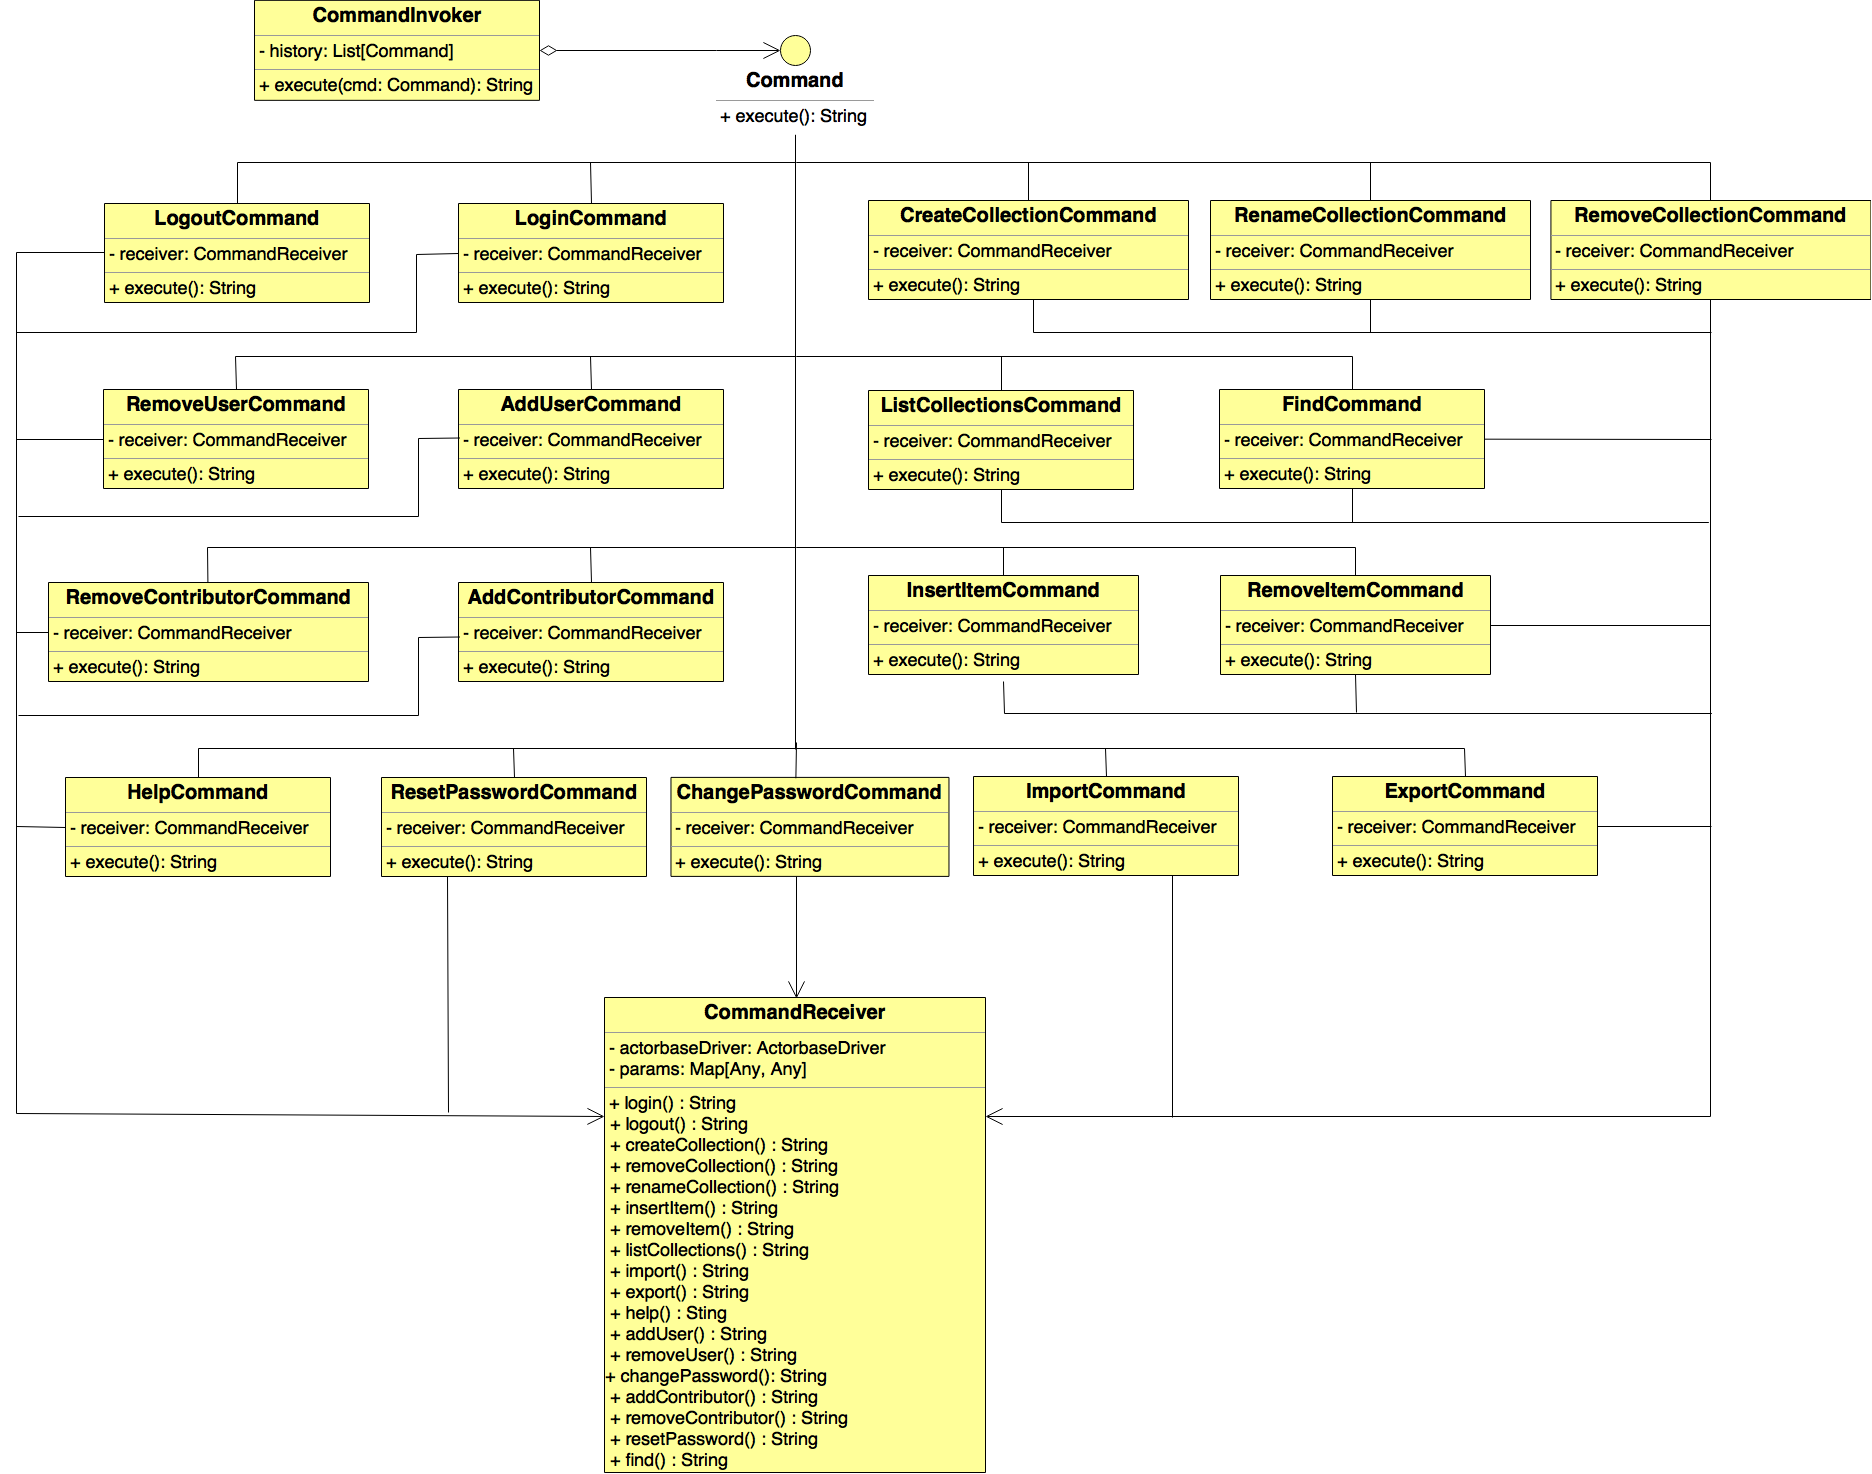 CommandInvoker
- history: List[Command]
+ execute(cmd: Command): String
Command
+ execute(): String
LogoutCommand
- receiver: CommandReceiver
+ execute(): String
LoginCommand
- receiver: CommandReceiver
+ execute(): String
CreateCollectionCommand
- receiver: CommandReceiver
+ execute(): String
RenameCollectionCommand
- receiver: CommandReceiver
+ execute(): String
RemoveCollectionCommand
- receiver: CommandReceiver
+ execute(): String
RemoveUserCommand
- receiver: CommandReceiver
+ execute(): String
AddUserCommand
- receiver: CommandReceiver
+ execute(): String
ListCollectionsCommand
- receiver: CommandReceiver
+ execute(): String
FindCommand
- receiver: CommandReceiver
+ execute(): String
RemoveContributorCommand
- receiver: CommandReceiver
+ execute(): String
AddContributorCommand
- receiver: CommandReceiver
+ execute(): String
InsertItemCommand
- receiver: CommandReceiver
+ execute(): String
RemoveItemCommand
- receiver: CommandReceiver
+ execute(): String
HelpCommand
- receiver: CommandReceiver
+ execute(): String
ResetPasswordCommand
- receiver: CommandReceiver
+ execute(): String
ChangePasswordCommand
- receiver: CommandReceiver
+ execute(): String
ImportCommand
- receiver: CommandReceiver
+ execute(): String
ExportCommand
- receiver: CommandReceiver
+ execute(): String
CommandReceiver
- actorbaseDriver: ActorbaseDriver
- params: Map[Any, Any]
+ login() : String
+ logout() : String
+ createCollection() : String
+ removeCollection() : String
+ renameCollection() : String
+ insertItem() : String
+ removeItem() : String
+ listCollections() : String
+ import() : String
+ export() : String
+ help() : Sting
+ addUser() : String
+ removeUser() : String
+ changePassword(): String
+ addContributor() : String
+ removeContributor() : String
+ resetPassword() : String
+ find() : String